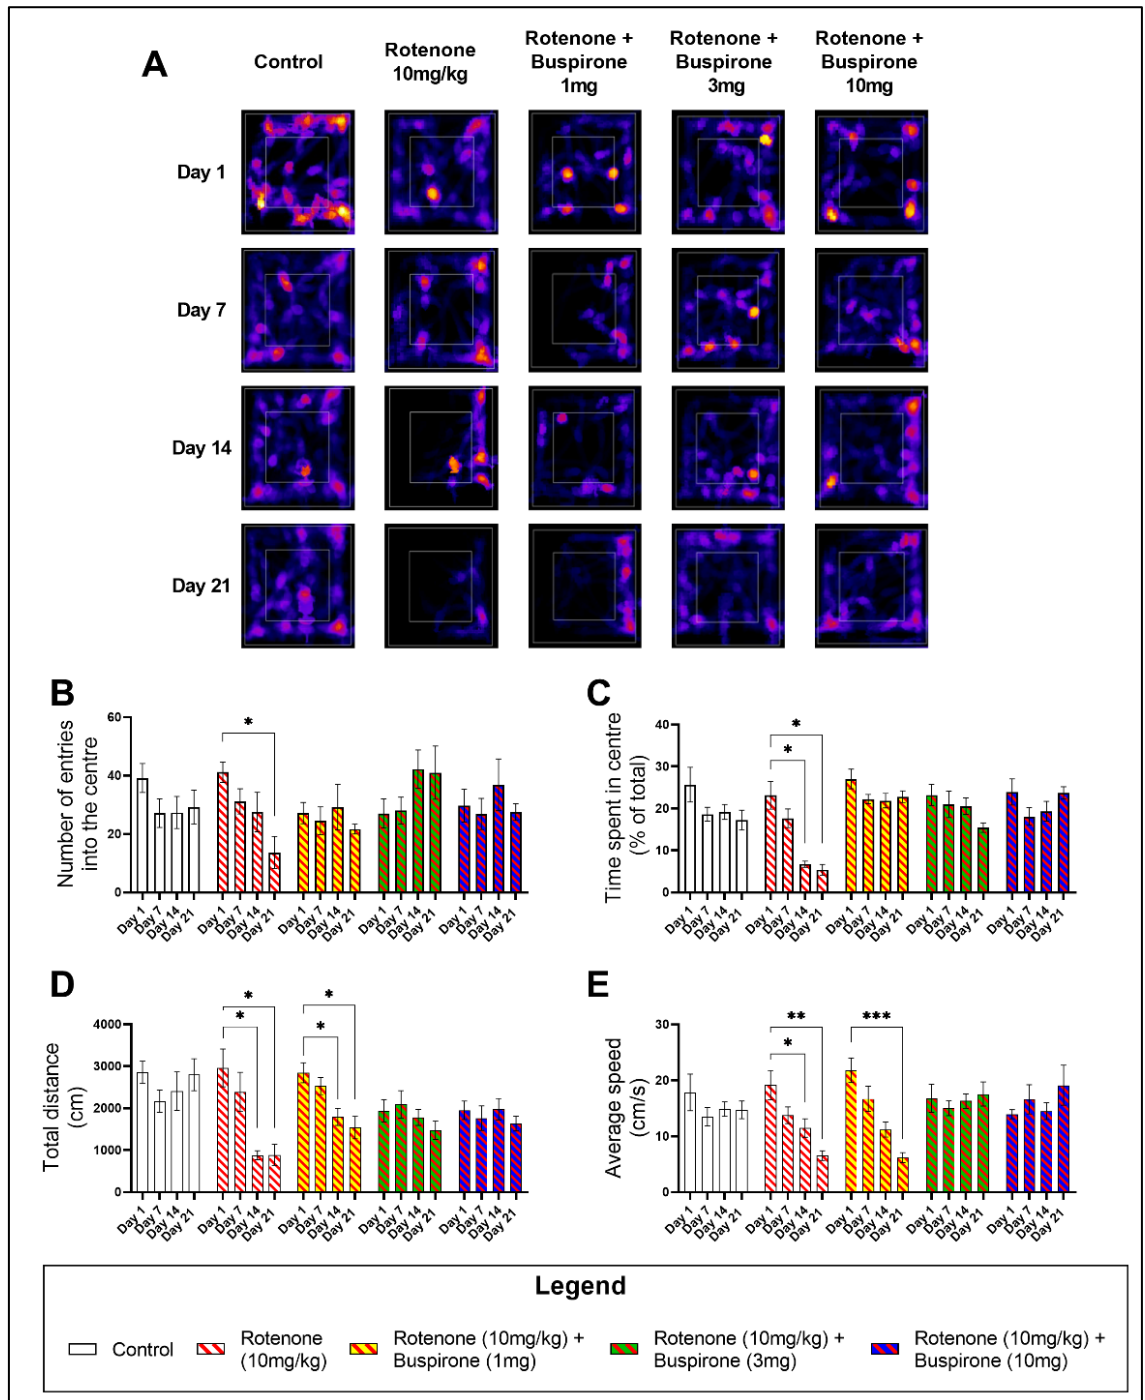 A
Control
Rotenone
10mg/kg
Rotenone +
Buspirone
1mg
Rotenone +
Buspirone
3mg
Rotenone +
Buspirone
10mg
Day 1
Day 7
Day 14
Day 21
B
Number of entries
into the centre
60
40
20
0
*
Day 1
Day 7
Day 14
Day 21
Day 1
Day 7
Day 14
Day 21
Day 1
Day 7
Day 14
Day 21
Day 1
Day 7
Day 14
Day 21
Day 1
Day 7
Day 14
Day 21
C
Time spent in centre
(% of total)
40
30
20
10
0
*
*
Day 1
Day 7
Day 14
Day 21
Day 1
Day 7
Day 14
Day 21
Day 1
Day 7
Day 14
Day 21
Day 1
Day 7
Day 14
Day 21
Day 1
Day 7
Day 14
Day 21
D
Total distance
(cm)
4000
3000
2000
1000
0
*
*
*
*
Day 1
Day 7
Day 14
Day 21
Day 1
Day 7
Day 14
Day 21
Day 1
Day 7
Day 14
Day 21
Day 1
Day 7
Day 14
Day 21
Day 1
Day 7
Day 14
Day 21
E
Average speed
(cm/s)
30
20
10
0
**
*
***
Day 1
Day 7
Day 14
Day 21
Day 1
Day 7
Day 14
Day 21
Day 1
Day 7
Day 14
Day 21
Day 1
Day 7
Day 14
Day 21
Day 1
Day 7
Day 14
Day 21
Legend
Control
Rotenone
(10mg/kg)
Rotenone (10mg/kg) +
Buspirone (1mg)
Rotenone (10mg/kg) +
Buspirone (3mg)
Rotenone (10mg/kg) +
Buspirone (10mg)